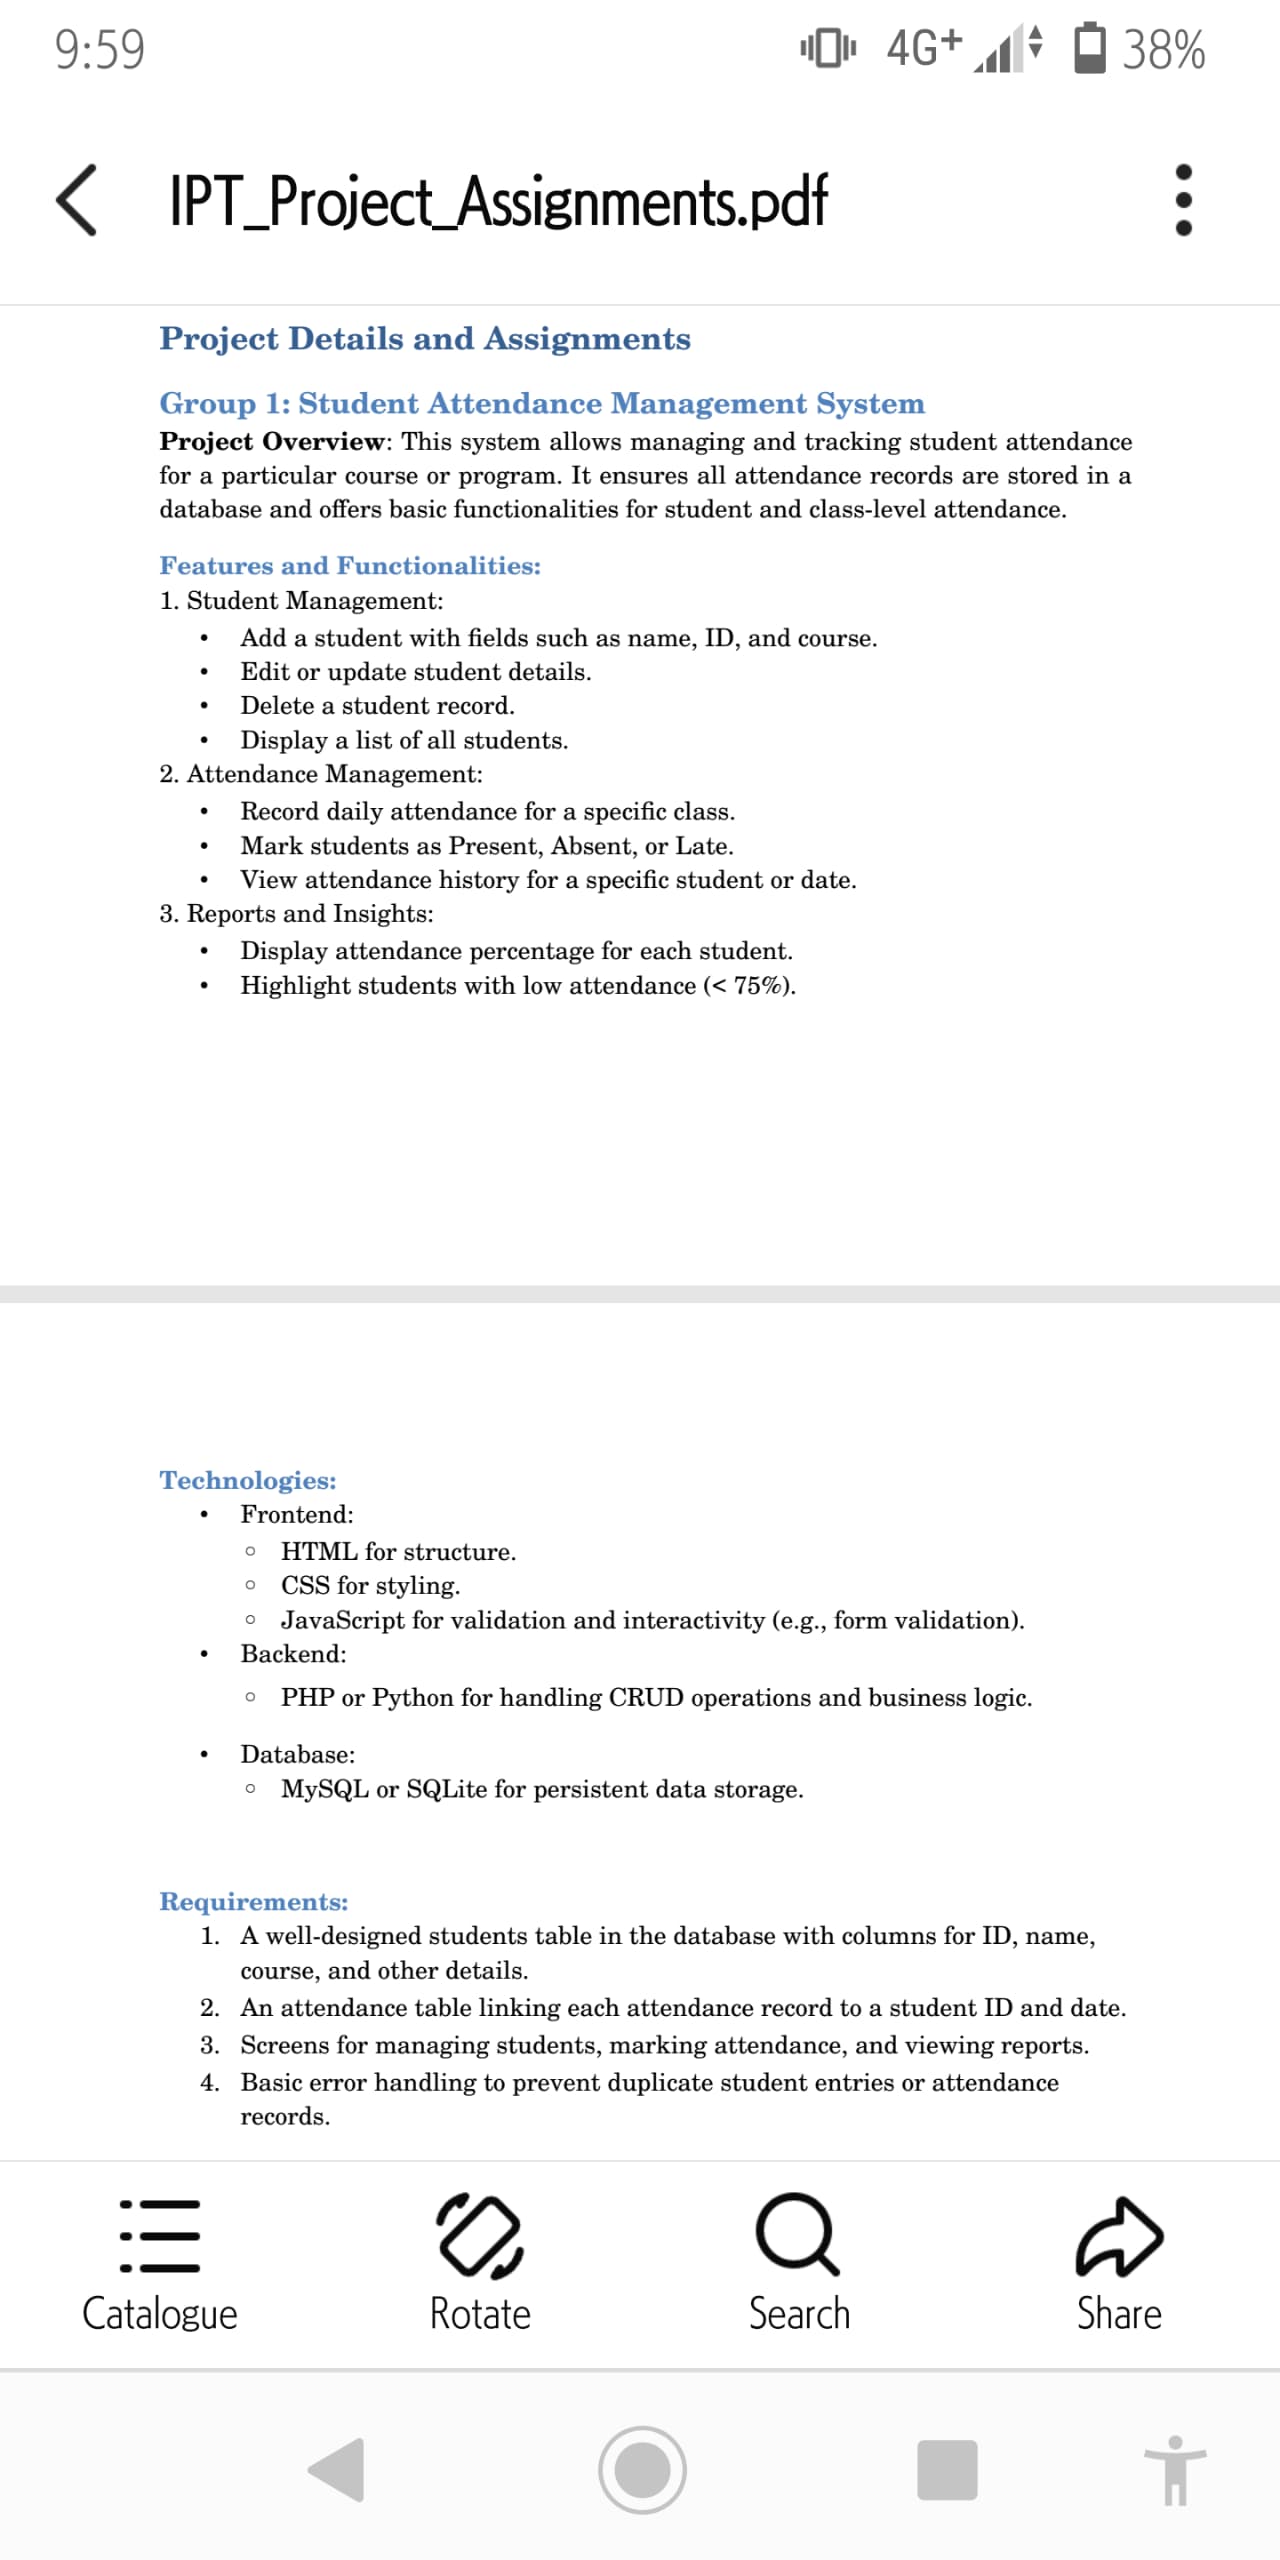 9:59
4G+ 38%
IPT_Project_Assignments.pdf
Project Details and Assignments
Group 1: Student Attendance Management System
Project Overview: This system allows managing and tracking student attendance
for a particular course or program. It ensures all attendance records are stored in a
database and offers basic functionalities for student and class-level attendance.
Features and Functionalities:
1. Student Management:
• Add a student with fields such as name, ID, and course.
• Edit or update student details.
• Delete a student record.
• Display a list of all students.
2. Attendance Management:
• Record daily attendance for a specific class.
• Mark students as Present, Absent, or Late.
• View attendance history for a specific student or date.
3. Reports and Insights:
• Display attendance percentage for each student.
• Highlight students with low attendance (< 75%).
Technologies:
• Frontend:
◦ HTML for structure.
◦ CSS for styling.
◦ JavaScript for validation and interactivity (e.g., form validation).
• Backend:
◦ PHP or Python for handling CRUD operations and business logic.
• Database:
◦ MySQL or SQLite for persistent data storage.
Requirements:
1. A well-designed students table in the database with columns for ID, name,
course, and other details.
2. An attendance table linking each attendance record to a student ID and date.
3. Screens for managing students, marking attendance, and viewing reports.
4. Basic error handling to prevent duplicate student entries or attendance
records.
Catalogue Rotate Search Share